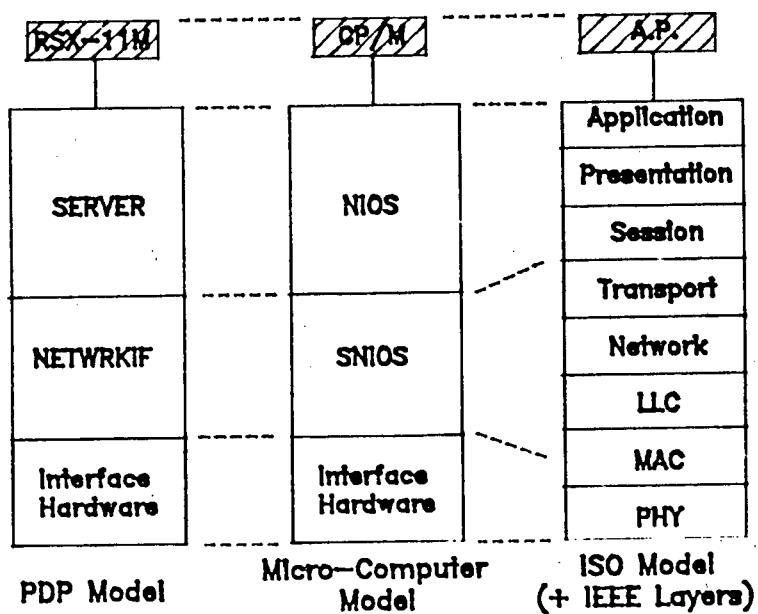 RSX-11M
CP/M
A.P.
SERVER
NETWRKIF
Interface
Hardware
PDP Model
NIOS
SNIOS
Interface
Hardware
Micro-Computer
Model
Application
Presentation
Session
Transport
Network
LLC
MAC
PHY
ISO Model
(+ IEEE Layers)